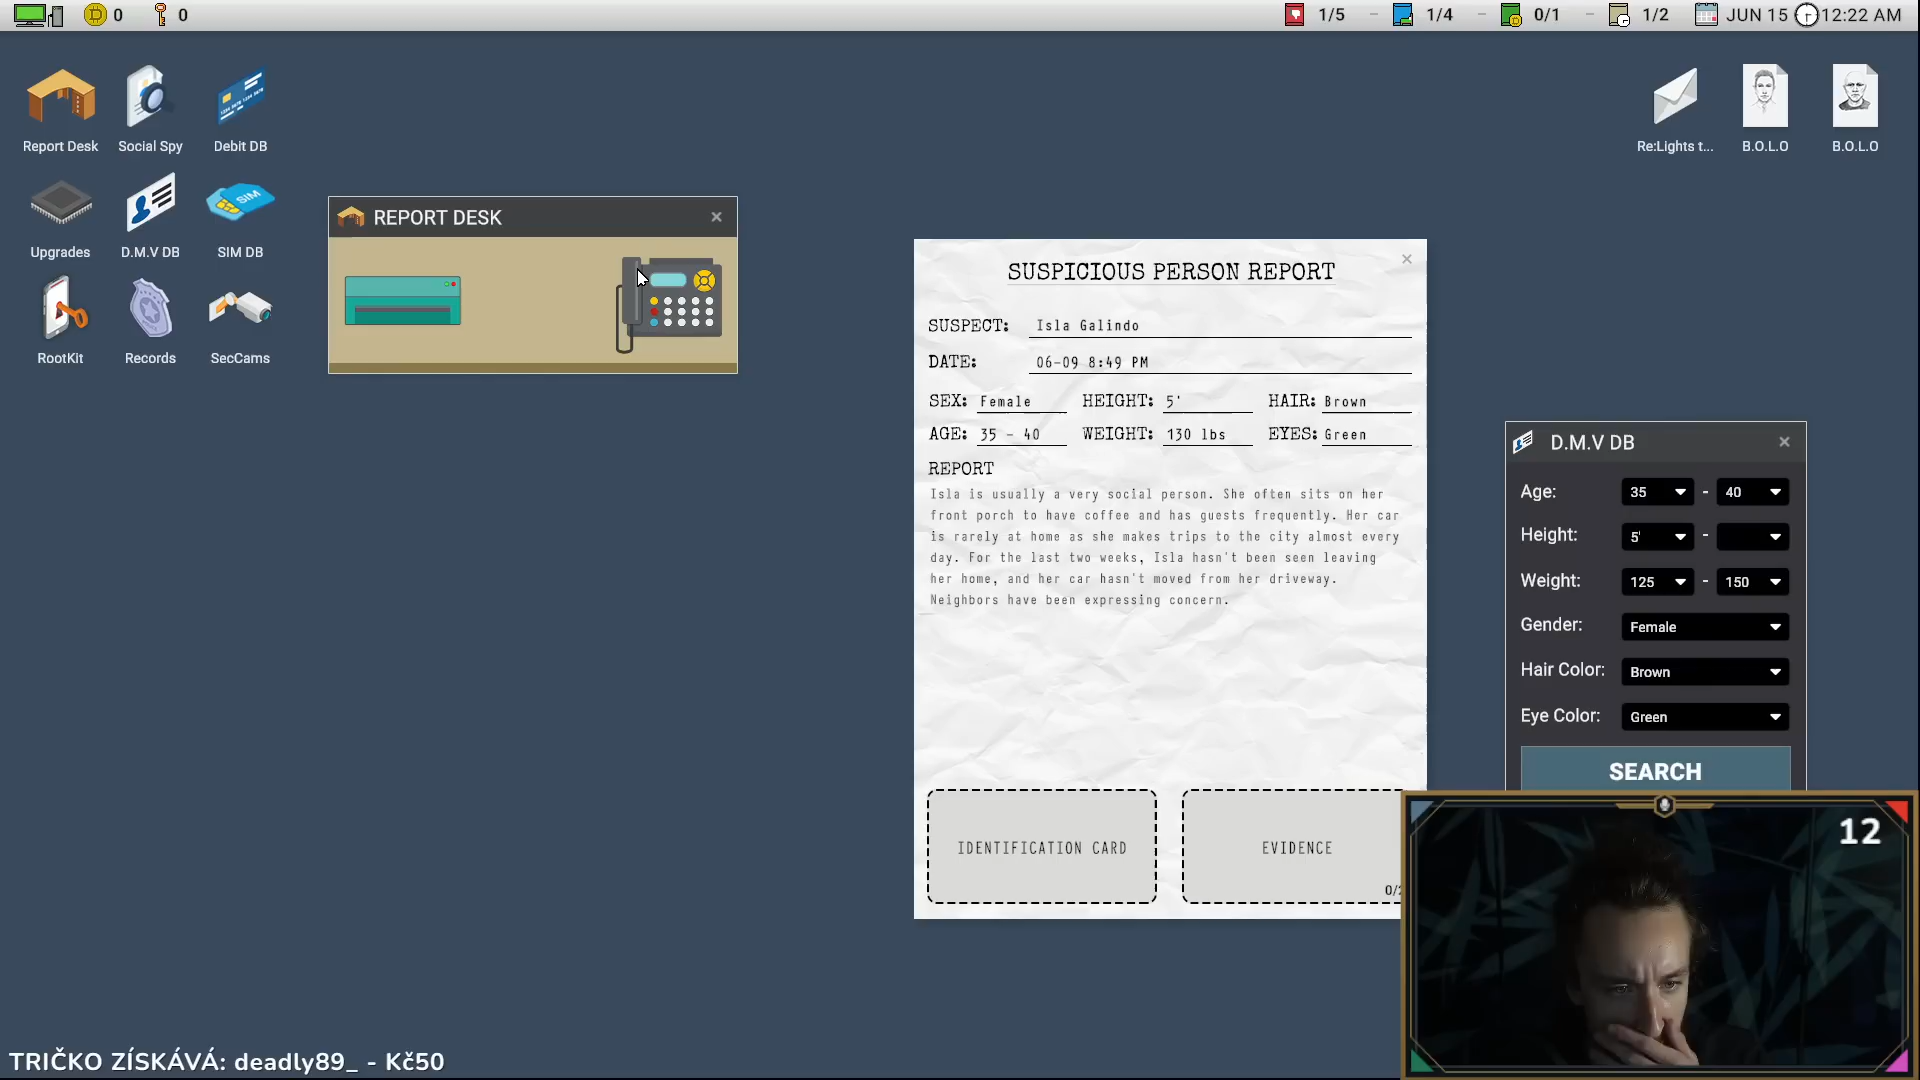 0
0
1/5
1/4
0/1
1/2
JUN 15
12:22 AM
Report Desk
Social Spy
Debit DB
Re:Lights t...
B.O.L.O
B.O.L.O
Upgrades
D.M.V DB
SIM DB
RootKit
Records
SecCams
REPORT DESK
SUSPICIOUS PERSON REPORT
SUSPECT: Isla Galindo
DATE: 06-09 8:49 PM
SEX: Female HEIGHT: 5' HAIR: Brown
AGE: 35 - 40 WEIGHT: 130 lbs EYES: Green
REPORT
Isla is usually a very social person. She often sits on her
front porch to have coffee and has guests frequently. Her car
is rarely at home as she makes trips to the city almost every
day. For the last two weeks, Isla hasn't been seen leaving
her home, and her car hasn't moved from her driveway.
Neighbors have been expressing concern.
IDENTIFICATION CARD
EVIDENCE
D.M.V DB
Age: 35 - 40
Height: 5' -
Weight: 125 - 150
Gender: Female
Hair Color: Brown
Eye Color: Green
SEARCH
12
TRIČKO ZÍSKÁVÁ: deadly89_ - Kč50